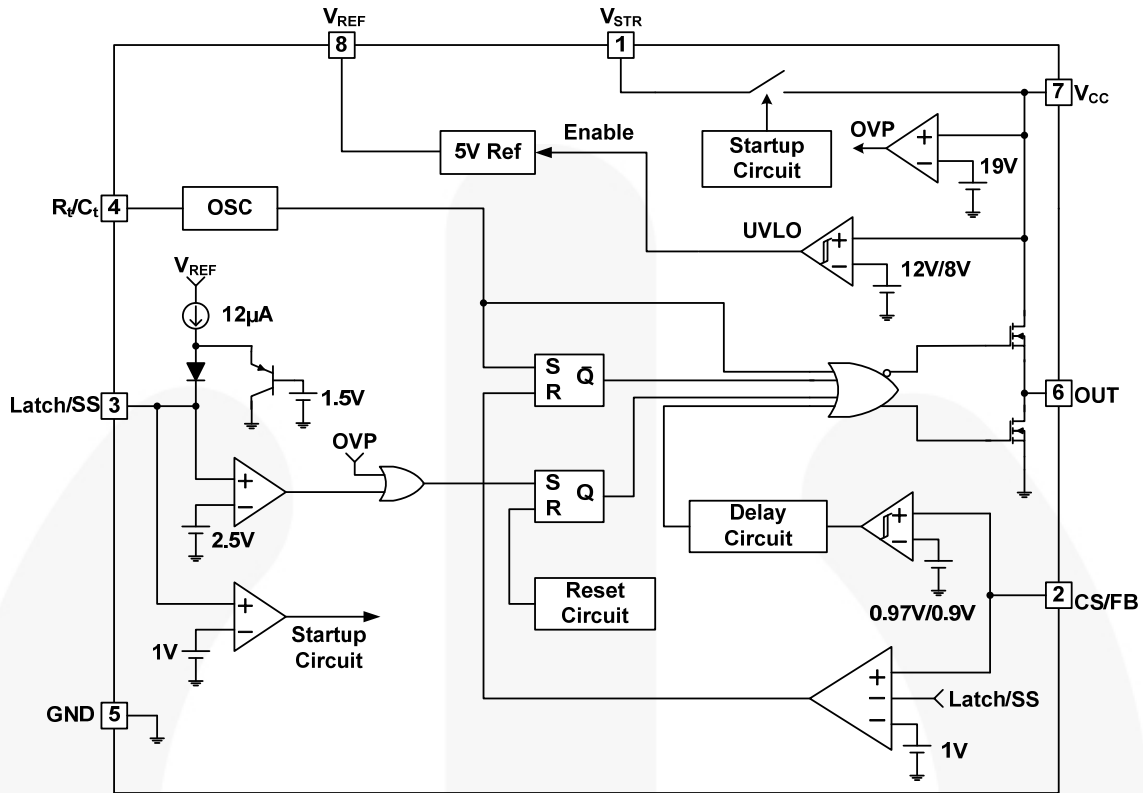 VREF
VSTR
8
1
7
VCC
OVP
+
−
19V
Enable
5V Ref
Startup
Circuit
Rt/Ct
4
OSC
UVLO
+
−
12V/8V
VREF
12µA
1.5V
Latch/SS
3
S
R
Q̅
6
OUT
OVP
+
−
2.5V
S
R
Q
Delay
Circuit
+
−
0.97V/0.9V
2
CS/FB
Reset
Circuit
+
−
1V
Startup
Circuit
+
−
−
Latch/SS
1V
GND
5